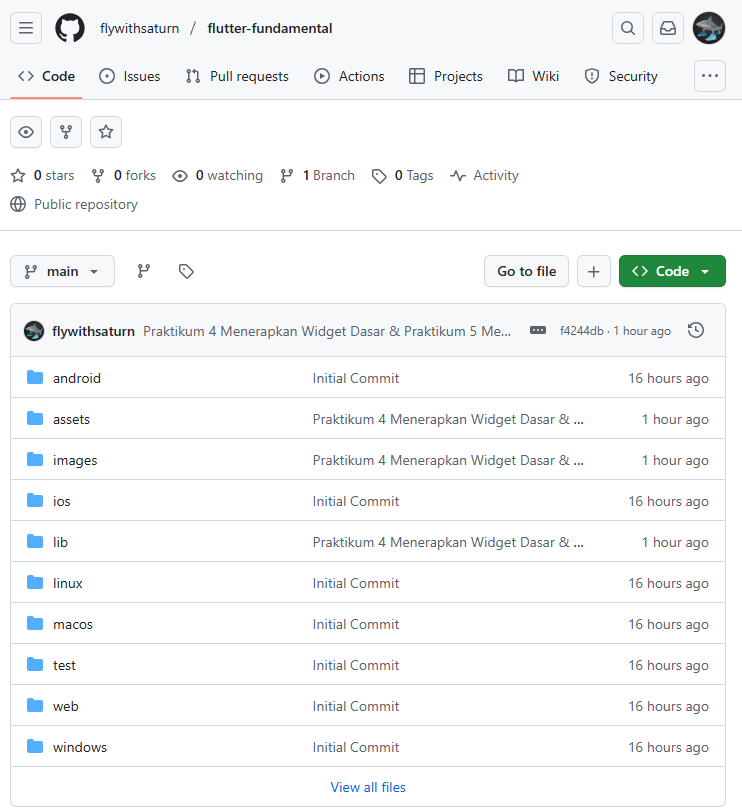 flywithsaturn / flutter-fundamental
Code Issues Pull requests Actions Projects Wiki Security
0 stars 0 forks 0 watching 1 Branch 0 Tags Activity
Public repository
main Go to file Code
flywithsaturn Praktikum 4 Menerapkan Widget Dasar & Praktikum 5 Me... f4244db · 1 hour ago
android Initial Commit 16 hours ago
assets Praktikum 4 Menerapkan Widget Dasar & ... 1 hour ago
images Praktikum 4 Menerapkan Widget Dasar & ... 1 hour ago
ios Initial Commit 16 hours ago
lib Praktikum 4 Menerapkan Widget Dasar & ... 1 hour ago
linux Initial Commit 16 hours ago
macos Initial Commit 16 hours ago
test Initial Commit 16 hours ago
web Initial Commit 16 hours ago
windows Initial Commit 16 hours ago
View all files